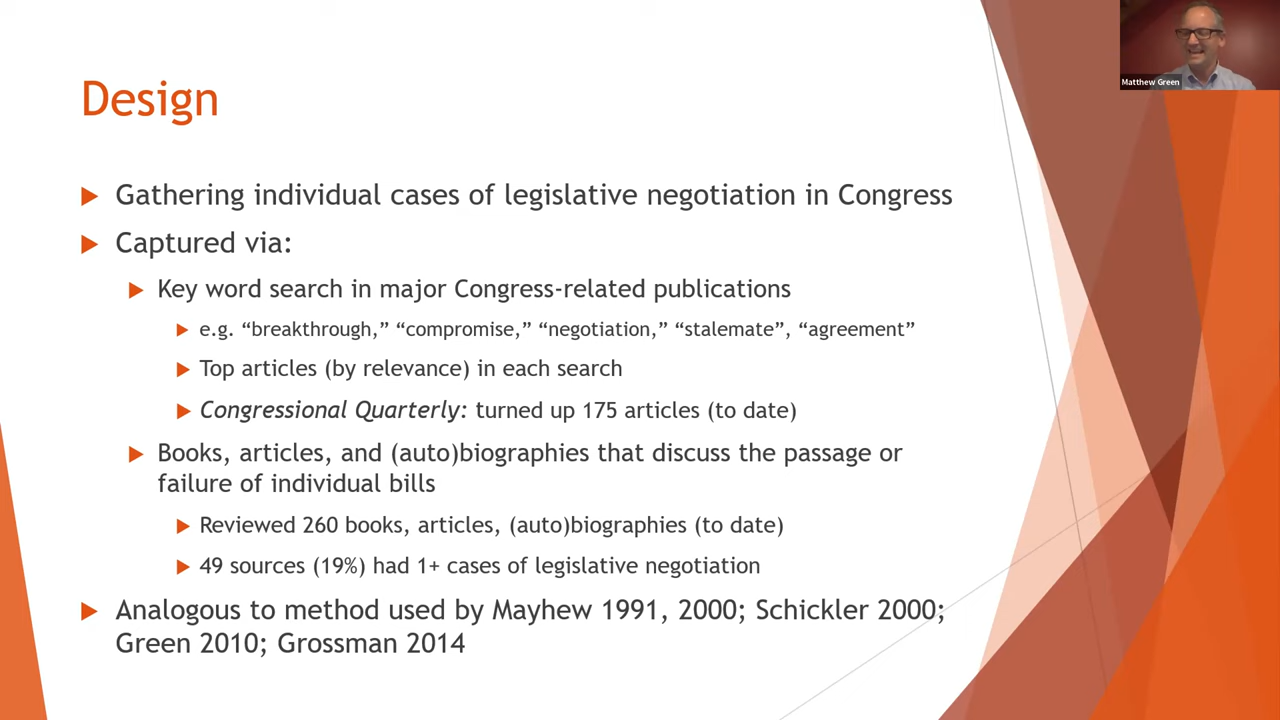 Design
Gathering individual cases of legislative negotiation in Congress
Captured via:
Key word search in major Congress-related publications
e.g. “breakthrough,” “compromise,” “negotiation,” “stalemate”, “agreement”
Top articles (by relevance) in each search
Congressional Quarterly: turned up 175 articles (to date)
Books, articles, and (auto)biographies that discuss the passage or
failure of individual bills
Reviewed 260 books, articles, (auto)biographies (to date)
49 sources (19%) had 1+ cases of legislative negotiation
Analogous to method used by Mayhew 1991, 2000; Schickler 2000;
Green 2010; Grossman 2014
Matthew Green